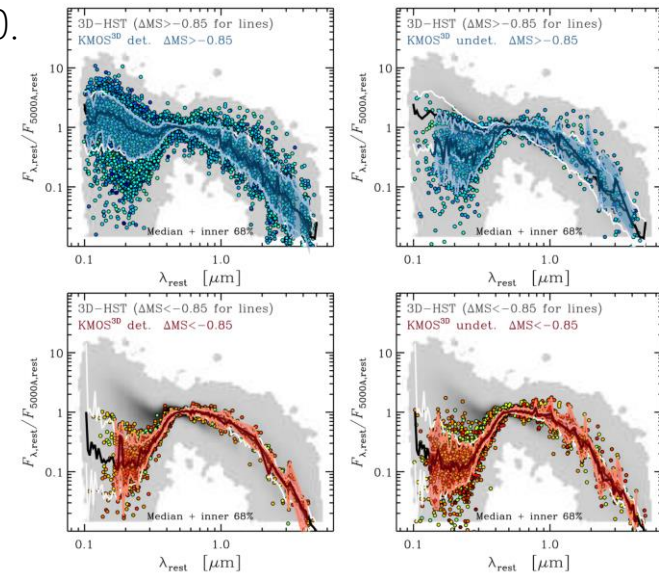 0.
3D-HST (ΔMS>−0.85 for lines)
KMOS3D det. ΔMS>−0.85
10
1
0.1
Fλ,rest/F5000A,rest
Median + inner 68%
0.1 1.0
λrest [μm]
3D-HST (ΔMS>−0.85 for lines)
KMOS3D undet. ΔMS>−0.85
10
1
0.1
Fλ,rest/F5000A,rest
Median + inner 68%
0.1 1.0
λrest [μm]
3D-HST (ΔMS<−0.85 for lines)
KMOS3D det. ΔMS<−0.85
10
1
0.1
Fλ,rest/F5000A,rest
Median + inner 68%
0.1 1.0
λrest [μm]
3D-HST (ΔMS<−0.85 for lines)
KMOS3D undet. ΔMS<−0.85
10
1
0.1
Fλ,rest/F5000A,rest
Median + inner 68%
0.1 1.0
λrest [μm]